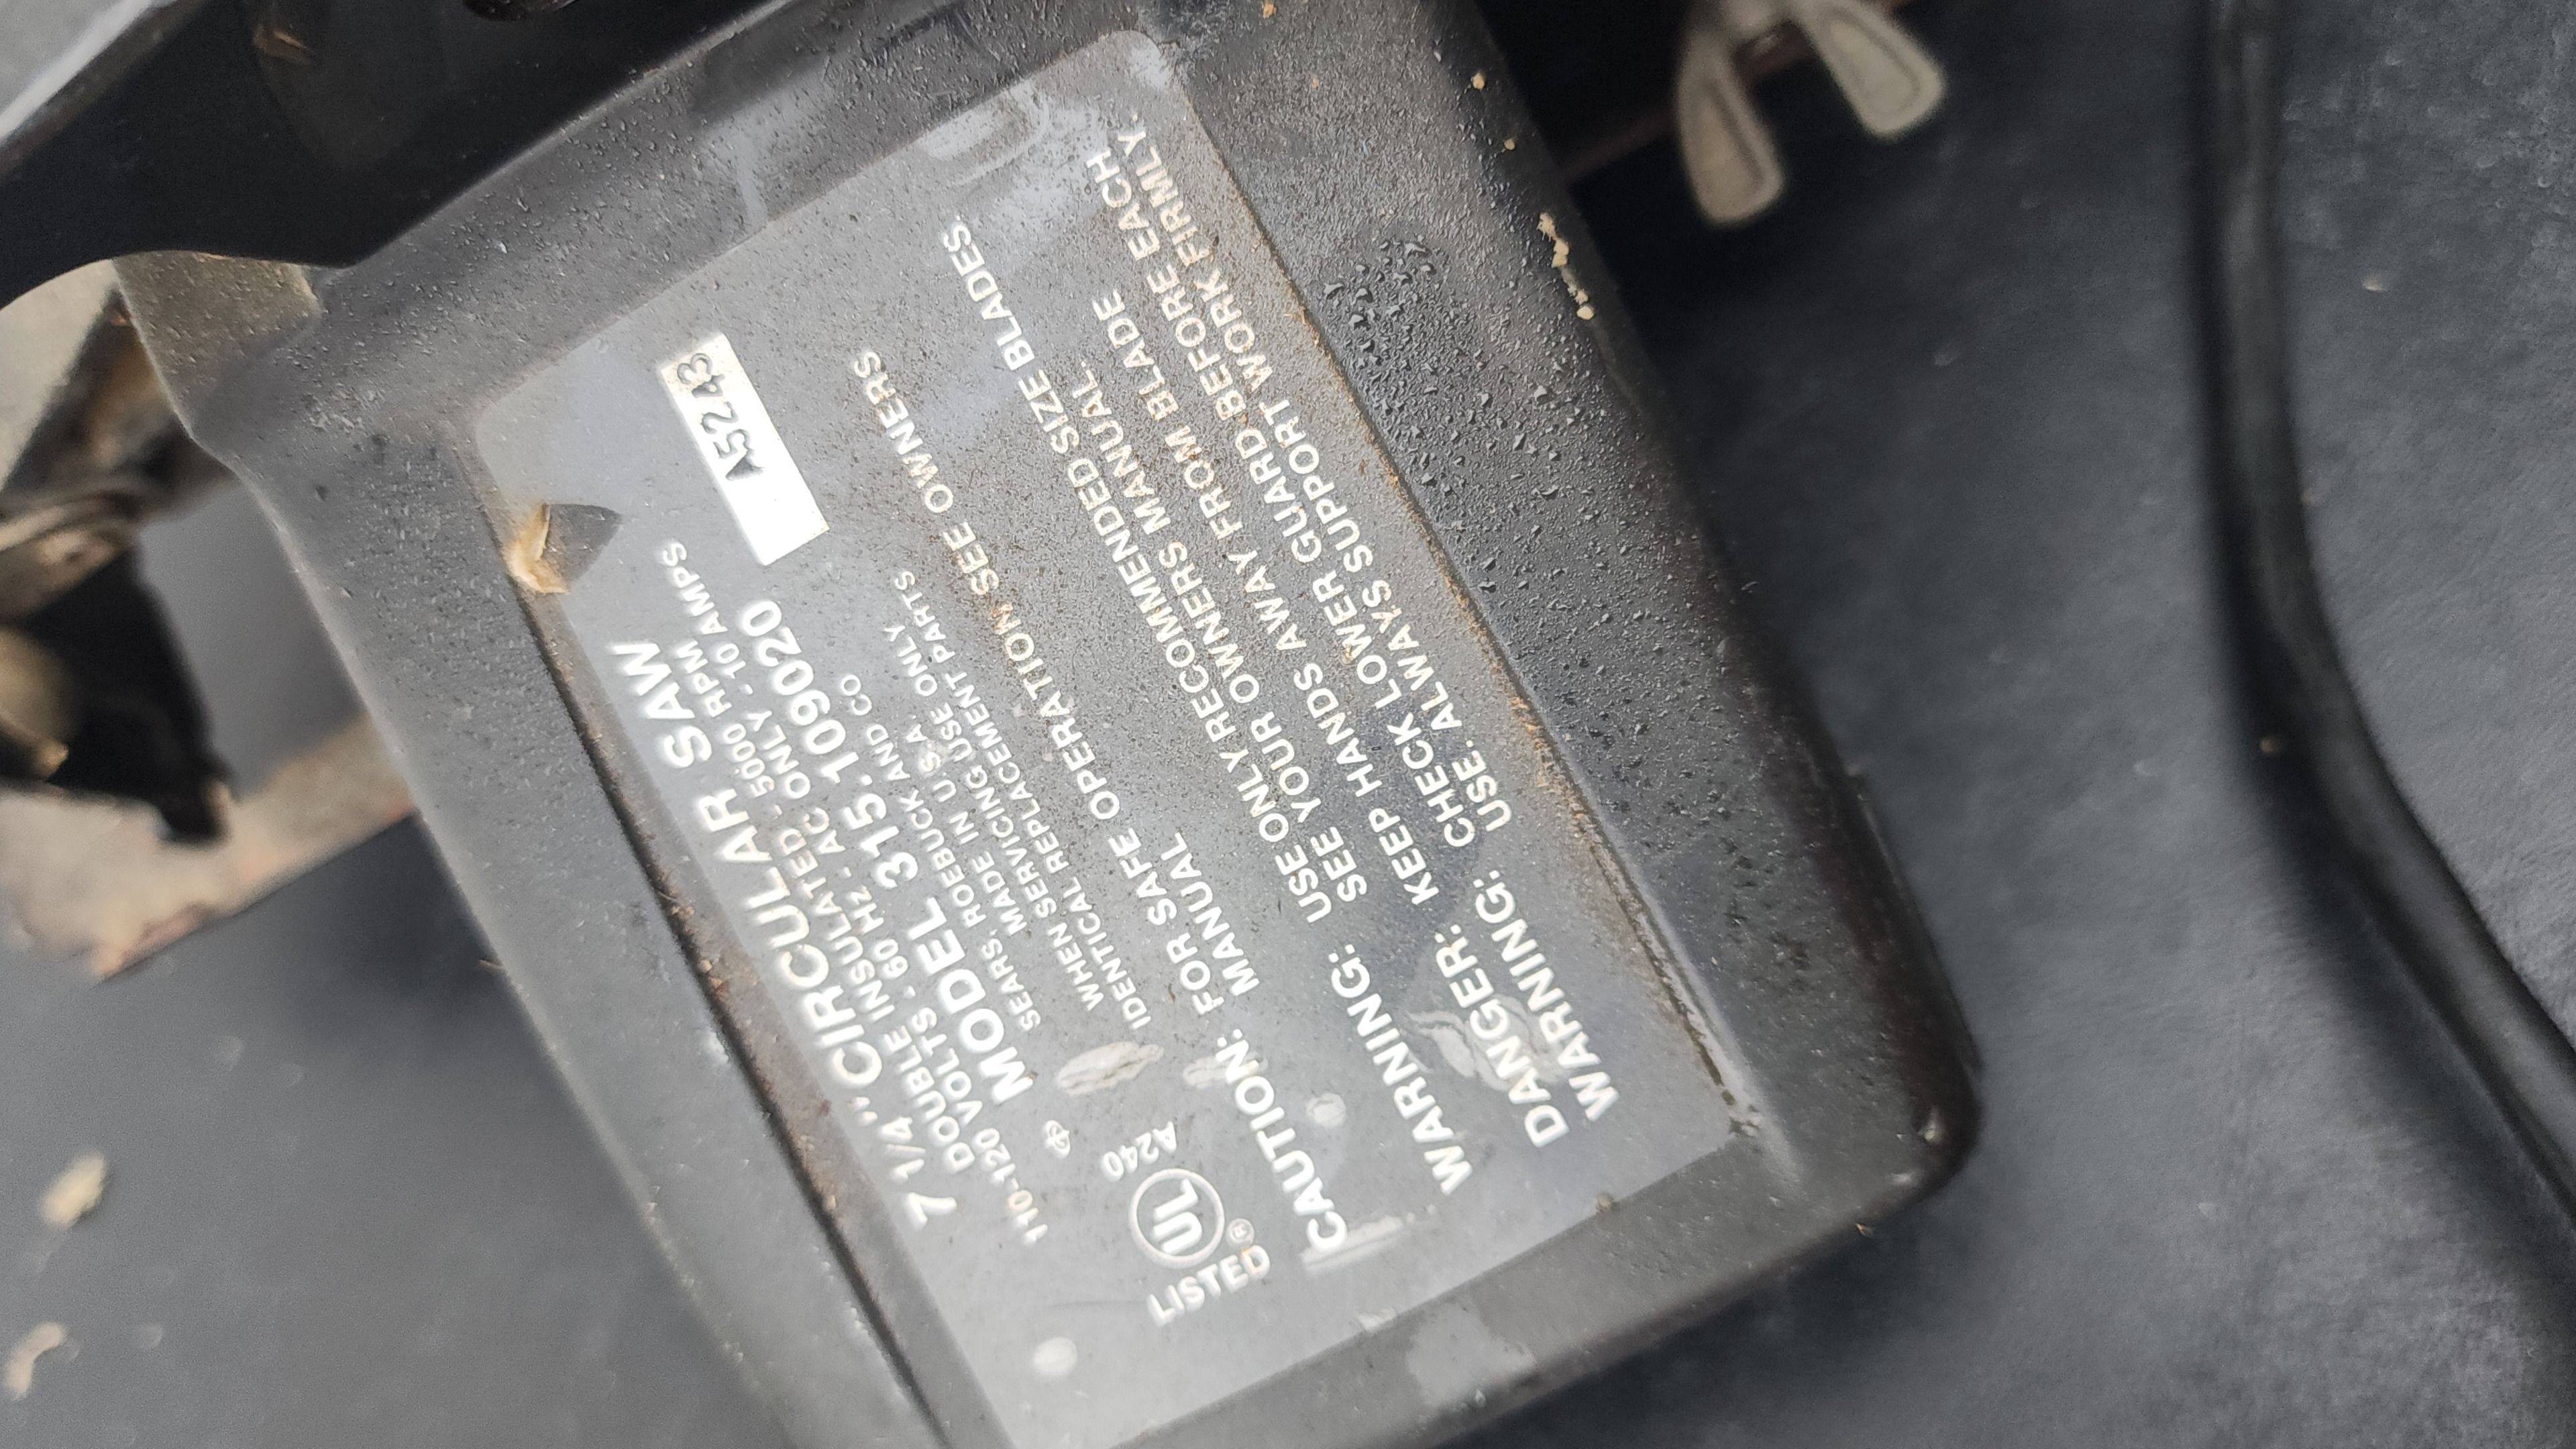 7 1/4" CIRCULAR SAW
DOUBLE INSULATED - 5000 RPM
110-120 VOLTS - 60 Hz - AC ONLY - 10 AMPS
MODEL 315.109020
A5243
SEARS, ROEBUCK AND CO.
MADE IN U.S.A.
WHEN SERVICING USE ONLY
IDENTICAL REPLACEMENT PARTS
A240
UL
LISTED®
CAUTION: FOR SAFE OPERATION SEE OWNERS
MANUAL
WARNING: USE ONLY RECOMMENDED SIZE BLADES.
SEE YOUR OWNERS MANUAL.
DANGER: KEEP HANDS AWAY FROM BLADE
WARNING: CHECK LOWER GUARD BEFORE EACH
USE. ALWAYS SUPPORT WORK FIRMLY.